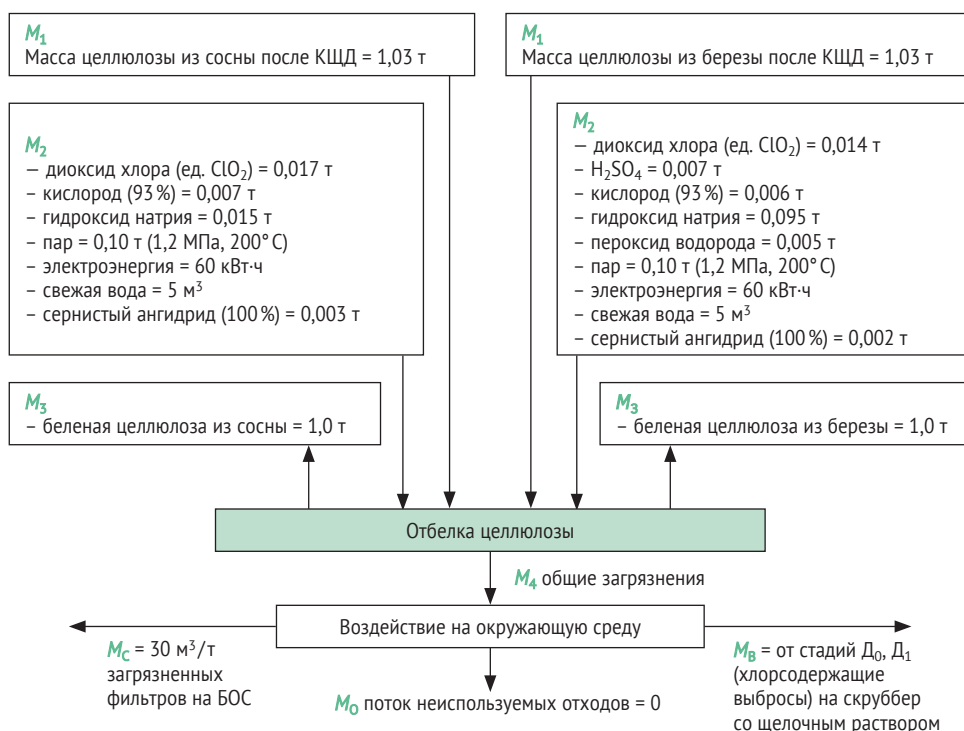 M₁
Масса целлюлозы из сосны после КЩД = 1,03 т
M₁
Масса целлюлозы из березы после КЩД = 1,03 т
M₂
— диоксид хлора (ед. ClO₂) = 0,017 т
– кислород (93 %) = 0,007 т
– гидроксид натрия = 0,015 т
– пар = 0,10 т (1,2 МПа, 200° С)
– электроэнергия = 60 кВт·ч
– свежая вода = 5 м³
– сернистый ангидрид (100 %) = 0,003 т
M₂
— диоксид хлора (ед. ClO₂) = 0,014 т
– H₂SO₄ = 0,007 т
– кислород (93 %) = 0,006 т
– гидроксид натрия = 0,095 т
– пероксид водорода = 0,005 т
– пар = 0,10 т (1,2 МПа, 200° С)
– электроэнергия = 60 кВт·ч
– свежая вода = 5 м³
– сернистый ангидрид (100 %) = 0,002 т
M₃
– беленая целлюлоза из сосны = 1,0 т
M₃
– беленая целлюлоза из березы = 1,0 т
Отбелка целлюлозы
M₄ общие загрязнения
Воздействие на окружающую среду
M_С = 30 м³/т
загрязненных
фильтров на БОС
M_О поток неиспользуемых отходов = 0
M_В = от стадий Д₀, Д₁
(хлорсодержащие
выбросы) на скруббер
со щелочным раствором